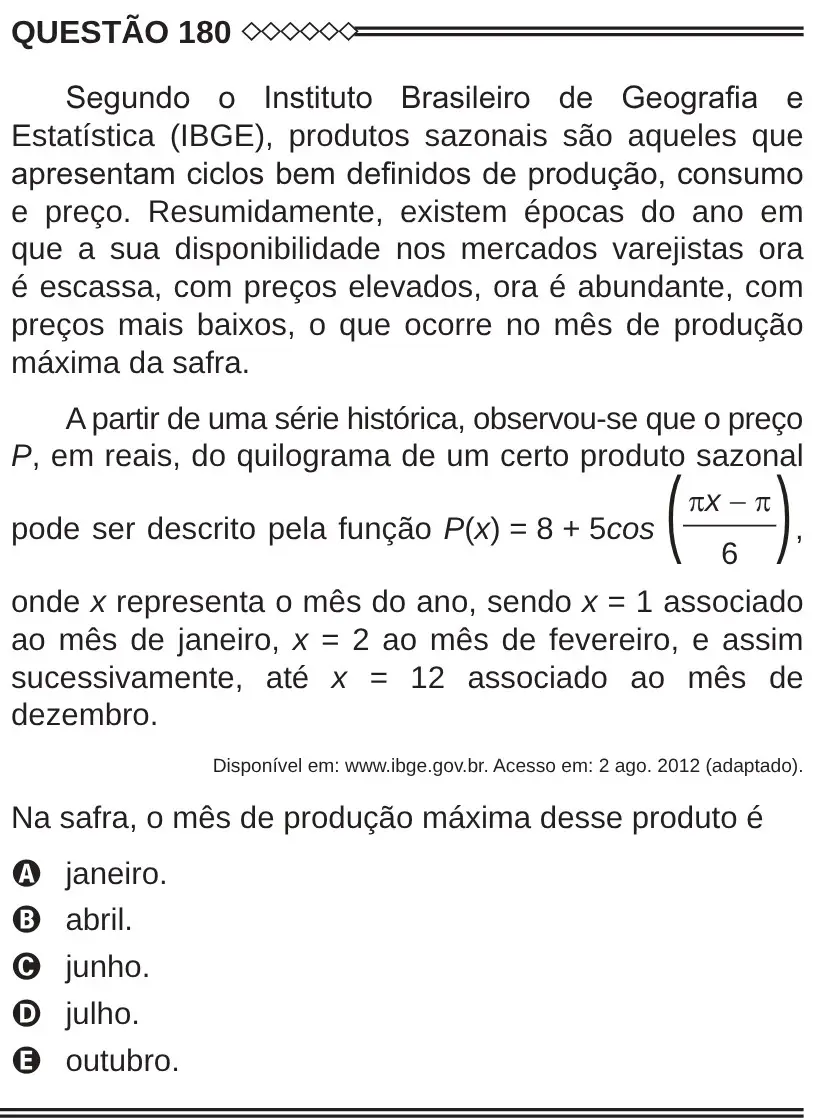 QUESTÃO 180
Segundo o Instituto Brasileiro de Geografia e
Estatística (IBGE), produtos sazonais são aqueles que
apresentam ciclos bem definidos de produção, consumo
e preço. Resumidamente, existem épocas do ano em
que a sua disponibilidade nos mercados varejistas ora
é escassa, com preços elevados, ora é abundante, com
preços mais baixos, o que ocorre no mês de produção
máxima da safra.
A partir de uma série histórica, observou-se que o preço
P, em reais, do quilograma de um certo produto sazonal
pode ser descrito pela função P(x) = 8 + 5cos ((πx − π)/6),
onde x representa o mês do ano, sendo x = 1 associado
ao mês de janeiro, x = 2 ao mês de fevereiro, e assim
sucessivamente, até x = 12 associado ao mês de
dezembro.
Disponível em: www.ibge.gov.br. Acesso em: 2 ago. 2012 (adaptado).
Na safra, o mês de produção máxima desse produto é
A janeiro.
B abril.
C junho.
D julho.
E outubro.